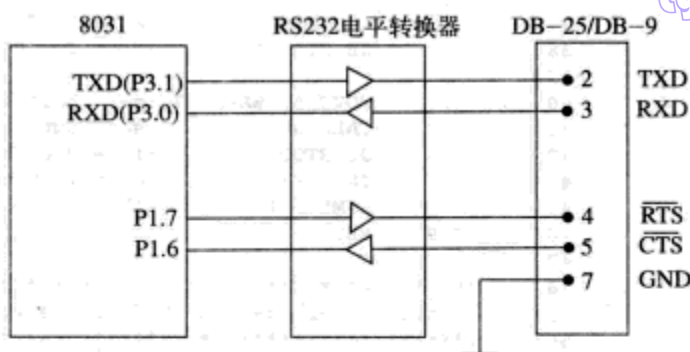 8031 RS232电平转换器 DB-25/DB-9
TXD(P3.1) 2 TXD
RXD(P3.0) 3 RXD
P1.7 4 RTS
P1.6 5 CTS
7 GND